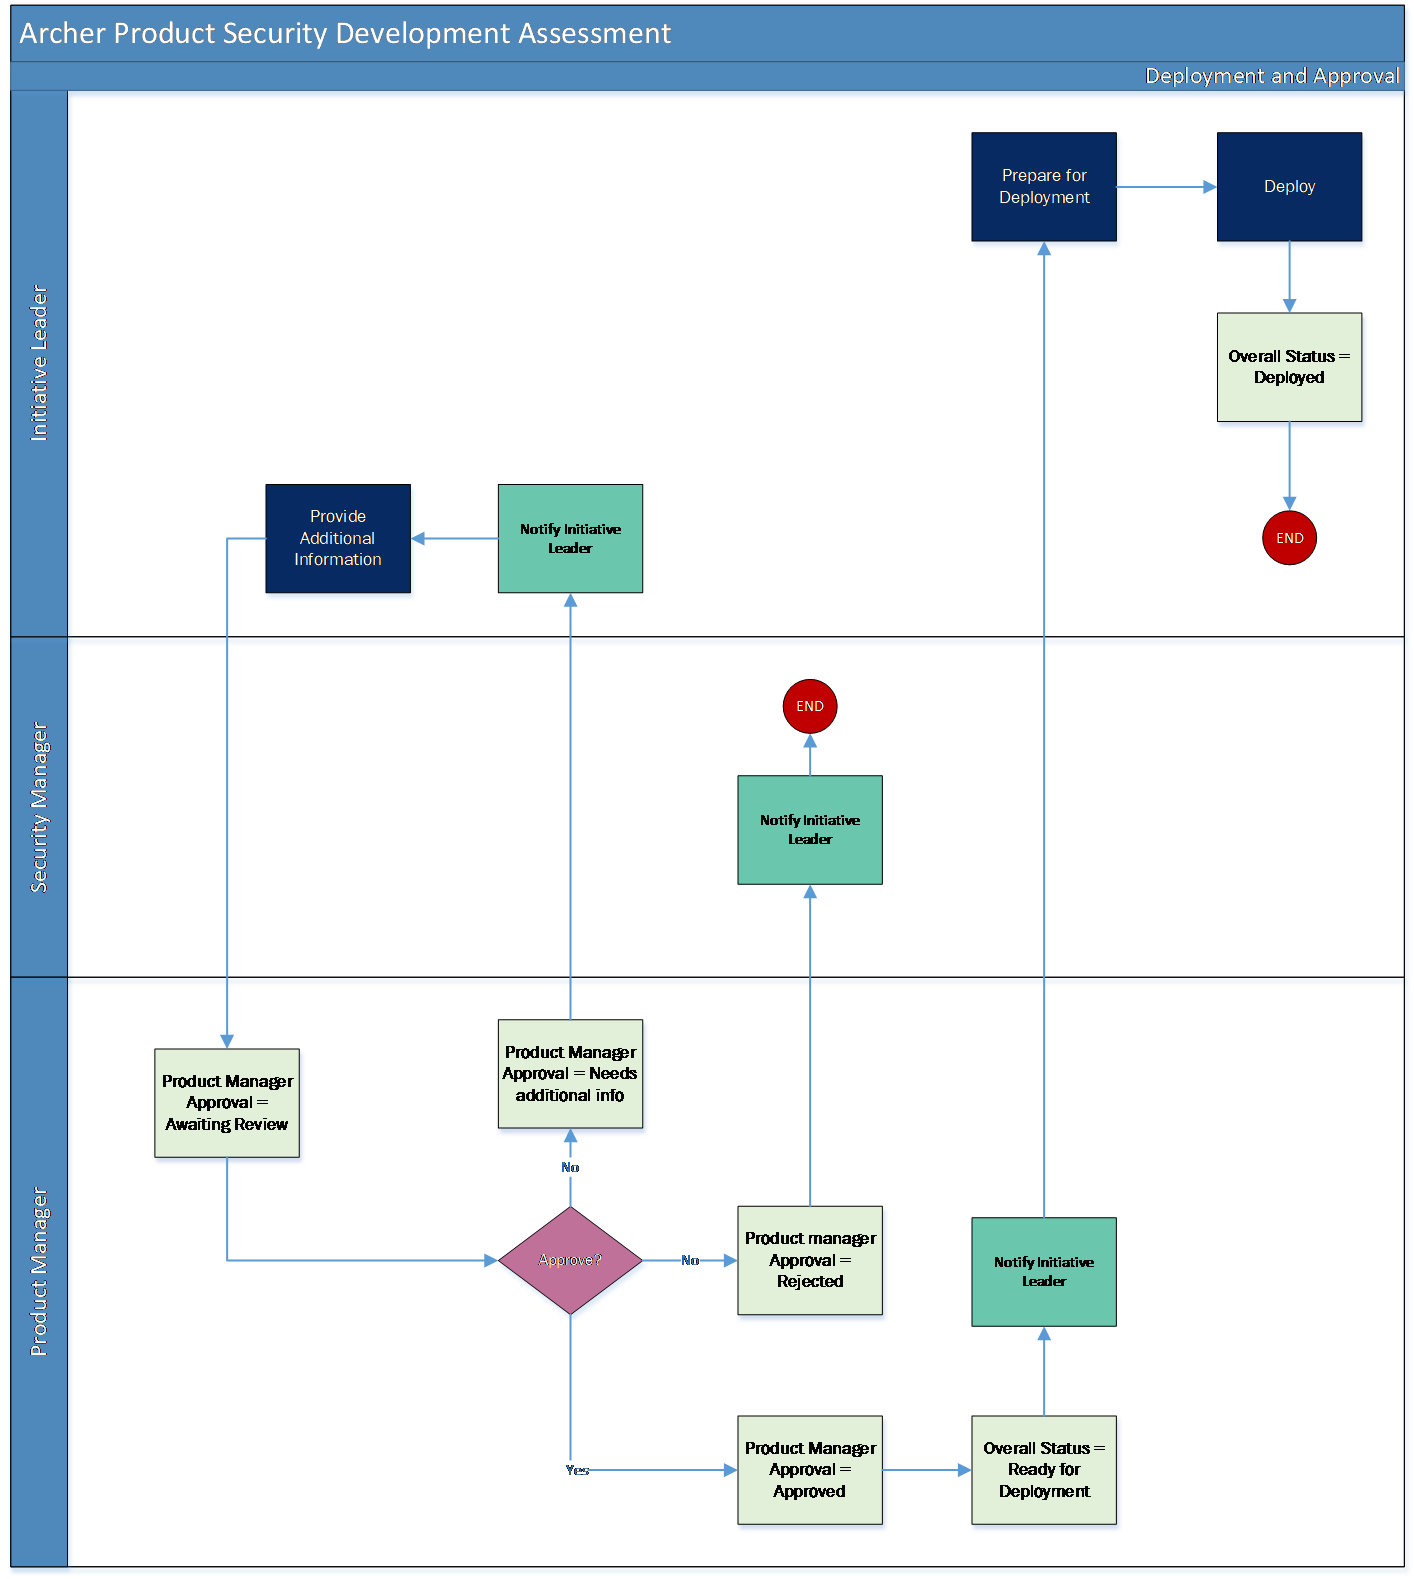 Archer Product Security Development Assessment
Deployment and Approval
Initiative Leader
Prepare for
Deployment
Deploy
Overall Status =
Deployed
END
Provide
Additional
Information
Notify Initiative
Leader
Security Manager
END
Notify Initiative
Leader
Product Manager
Product Manager
Approval =
Awaiting Review
Product Manager
Approval = Needs
additional info
No
Approve?
No
Product manager
Approval =
Rejected
Notify Initiative
Leader
Yes
Product Manager
Approval =
Approved
Overall Status =
Ready for
Deployment